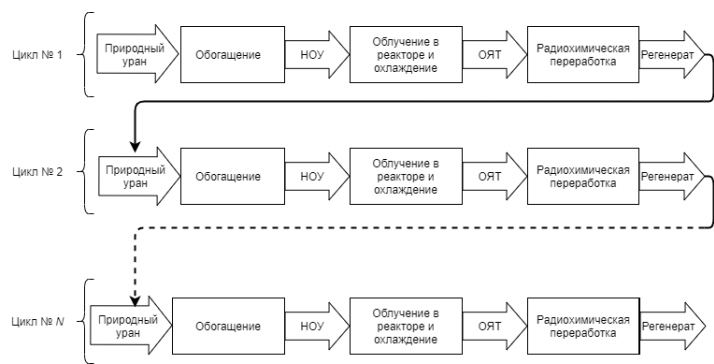 Цикл № 1
Природный
уран
Обогащение
НОУ
Облучение в
реакторе и
охлаждение
ОЯТ
Радиохимическая
переработка
Регенерат
Цикл № 2
Природный
уран
Обогащение
НОУ
Облучение в
реакторе и
охлаждение
ОЯТ
Радиохимическая
переработка
Регенерат
Цикл № N
Природный
уран
Обогащение
НОУ
Облучение в
реакторе и
охлаждение
ОЯТ
Радиохимическая
переработка
Регенерат